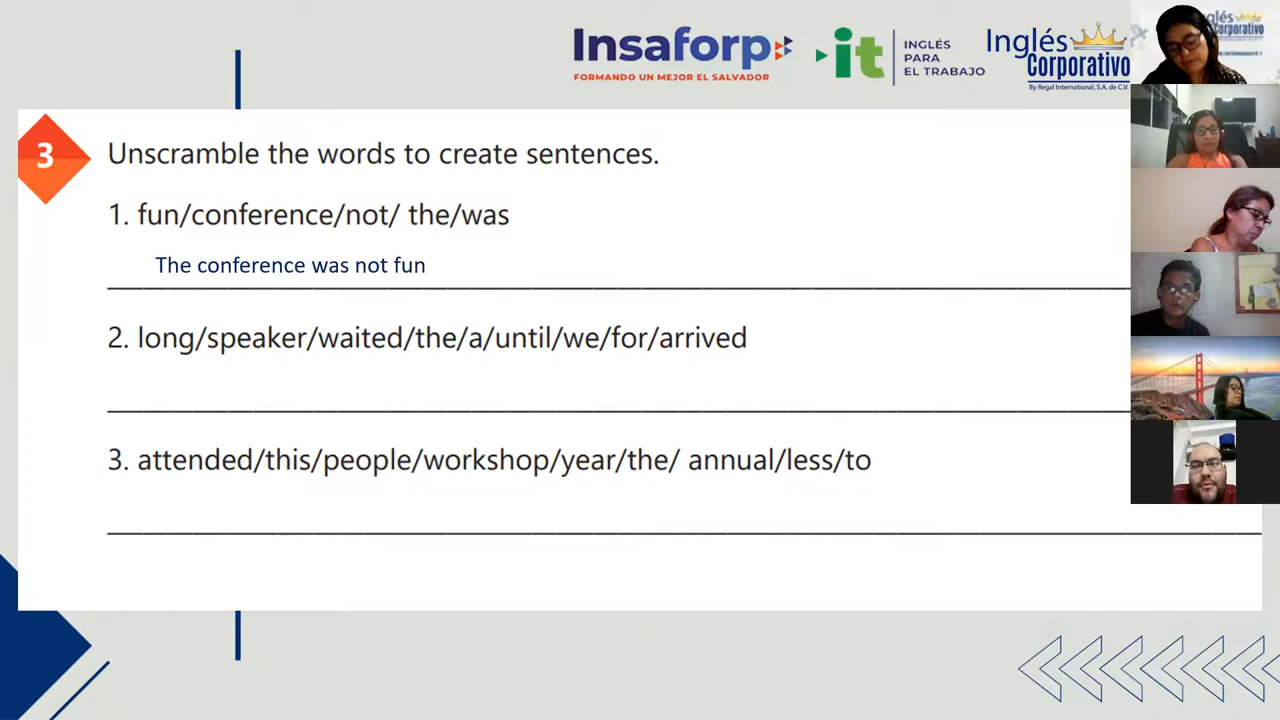 Insaforp
FORMANDO UN MEJOR EL SALVADOR
it
INGLÉS
PARA
EL TRABAJO
Inglés
Corporativo
By Regal International, S.A. de C.V.
3
Unscramble the words to create sentences.
1. fun/conference/not/ the/was
The conference was not fun
2. long/speaker/waited/the/a/until/we/for/arrived
3. attended/this/people/workshop/year/the/ annual/less/to